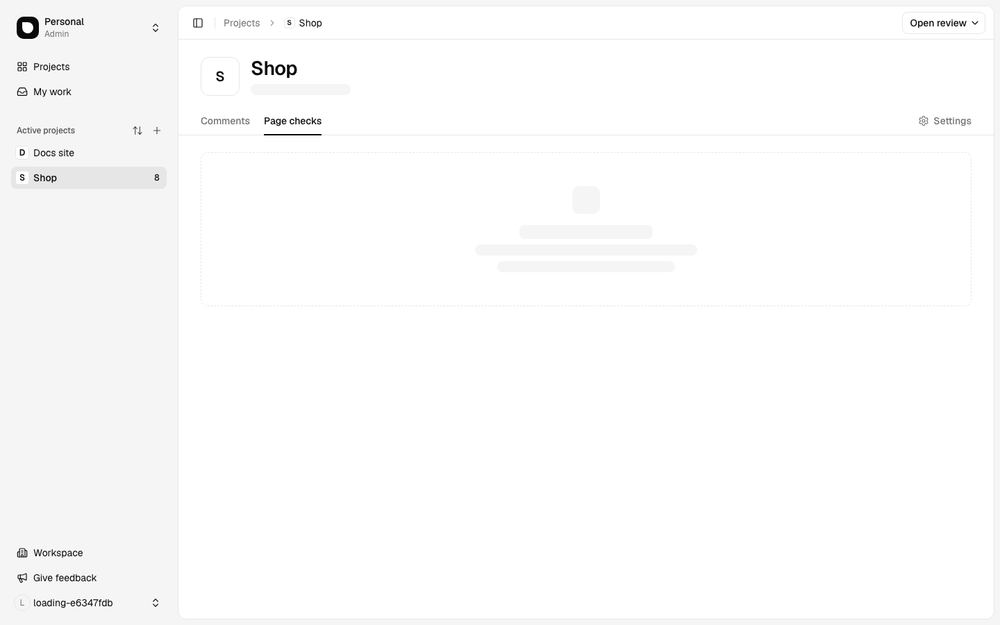 Personal
Admin
Projects
My work
Active projects
D Docs site
S Shop 8
Workspace
Give feedback
L loading-e6347fdb
Projects
S Shop
Open review
S
Shop
Comments
Page checks
Settings